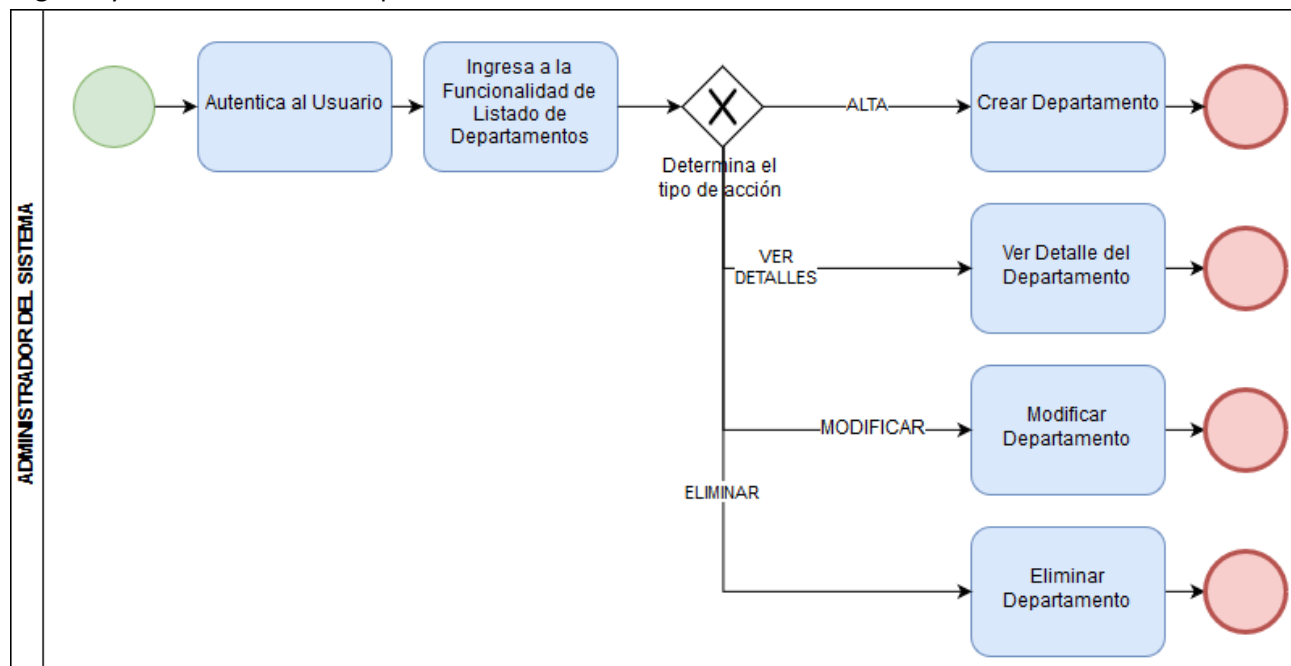 ADMINISTRADOR DEL SISTEMA
Autentica al Usuario
Ingresa a la
Funcionalidad de
Listado de
Departamentos
Determina el
tipo de acción
ALTA
Crear Departamento
VER
DETALLES
Ver Detalle del
Departamento
MODIFICAR
Modificar
Departamento
ELIMINAR
Eliminar
Departamento